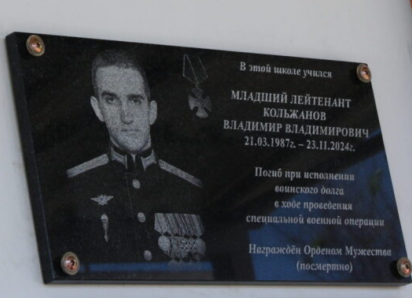 В этой школе учился
МЛАДШИЙ ЛЕЙТЕНАНТ
КОЛЬЖАНОВ
ВЛАДИМИР ВЛАДИМИРОВИЧ
21.03.1987г. – 23.11.2024г.
Погиб при исполнении
воинского долга
в ходе проведения
специальной военной операции
Награждён Орденом Мужества
(посмертно)